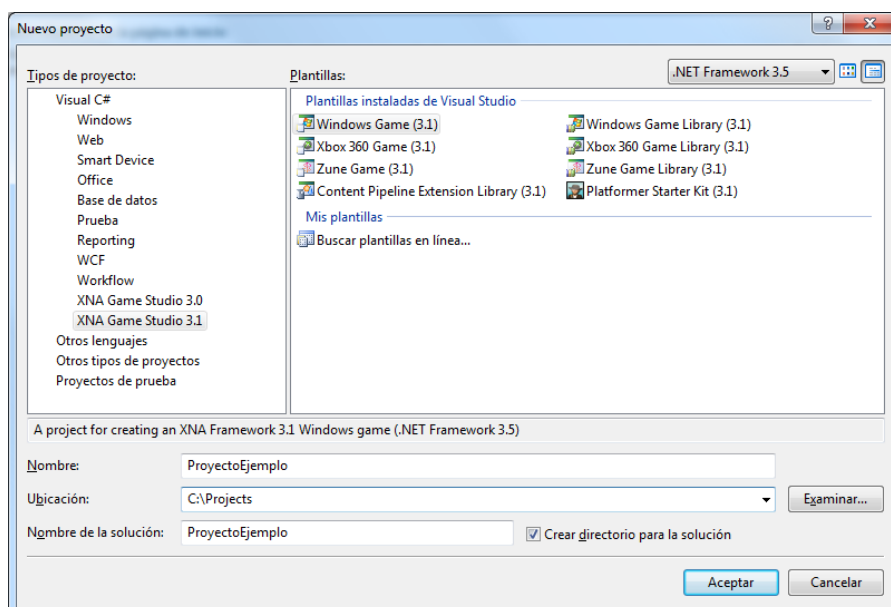 Nuevo proyecto
Tipos de proyecto:
Plantillas:
.NET Framework 3.5
Visual C#
Windows
Web
Smart Device
Office
Base de datos
Prueba
Reporting
WCF
Workflow
XNA Game Studio 3.0
XNA Game Studio 3.1
Otros lenguajes
Otros tipos de proyectos
Proyectos de prueba
Plantillas instaladas de Visual Studio
Windows Game (3.1)
Windows Game Library (3.1)
Xbox 360 Game (3.1)
Xbox 360 Game Library (3.1)
Zune Game (3.1)
Zune Game Library (3.1)
Content Pipeline Extension Library (3.1)
Platformer Starter Kit (3.1)
Mis plantillas
Buscar plantillas en línea...
A project for creating an XNA Framework 3.1 Windows game (.NET Framework 3.5)
Nombre:
ProyectoEjemplo
Ubicación:
C:\Projects
Examinar...
Nombre de la solución:
ProyectoEjemplo
Crear directorio para la solución
Aceptar
Cancelar